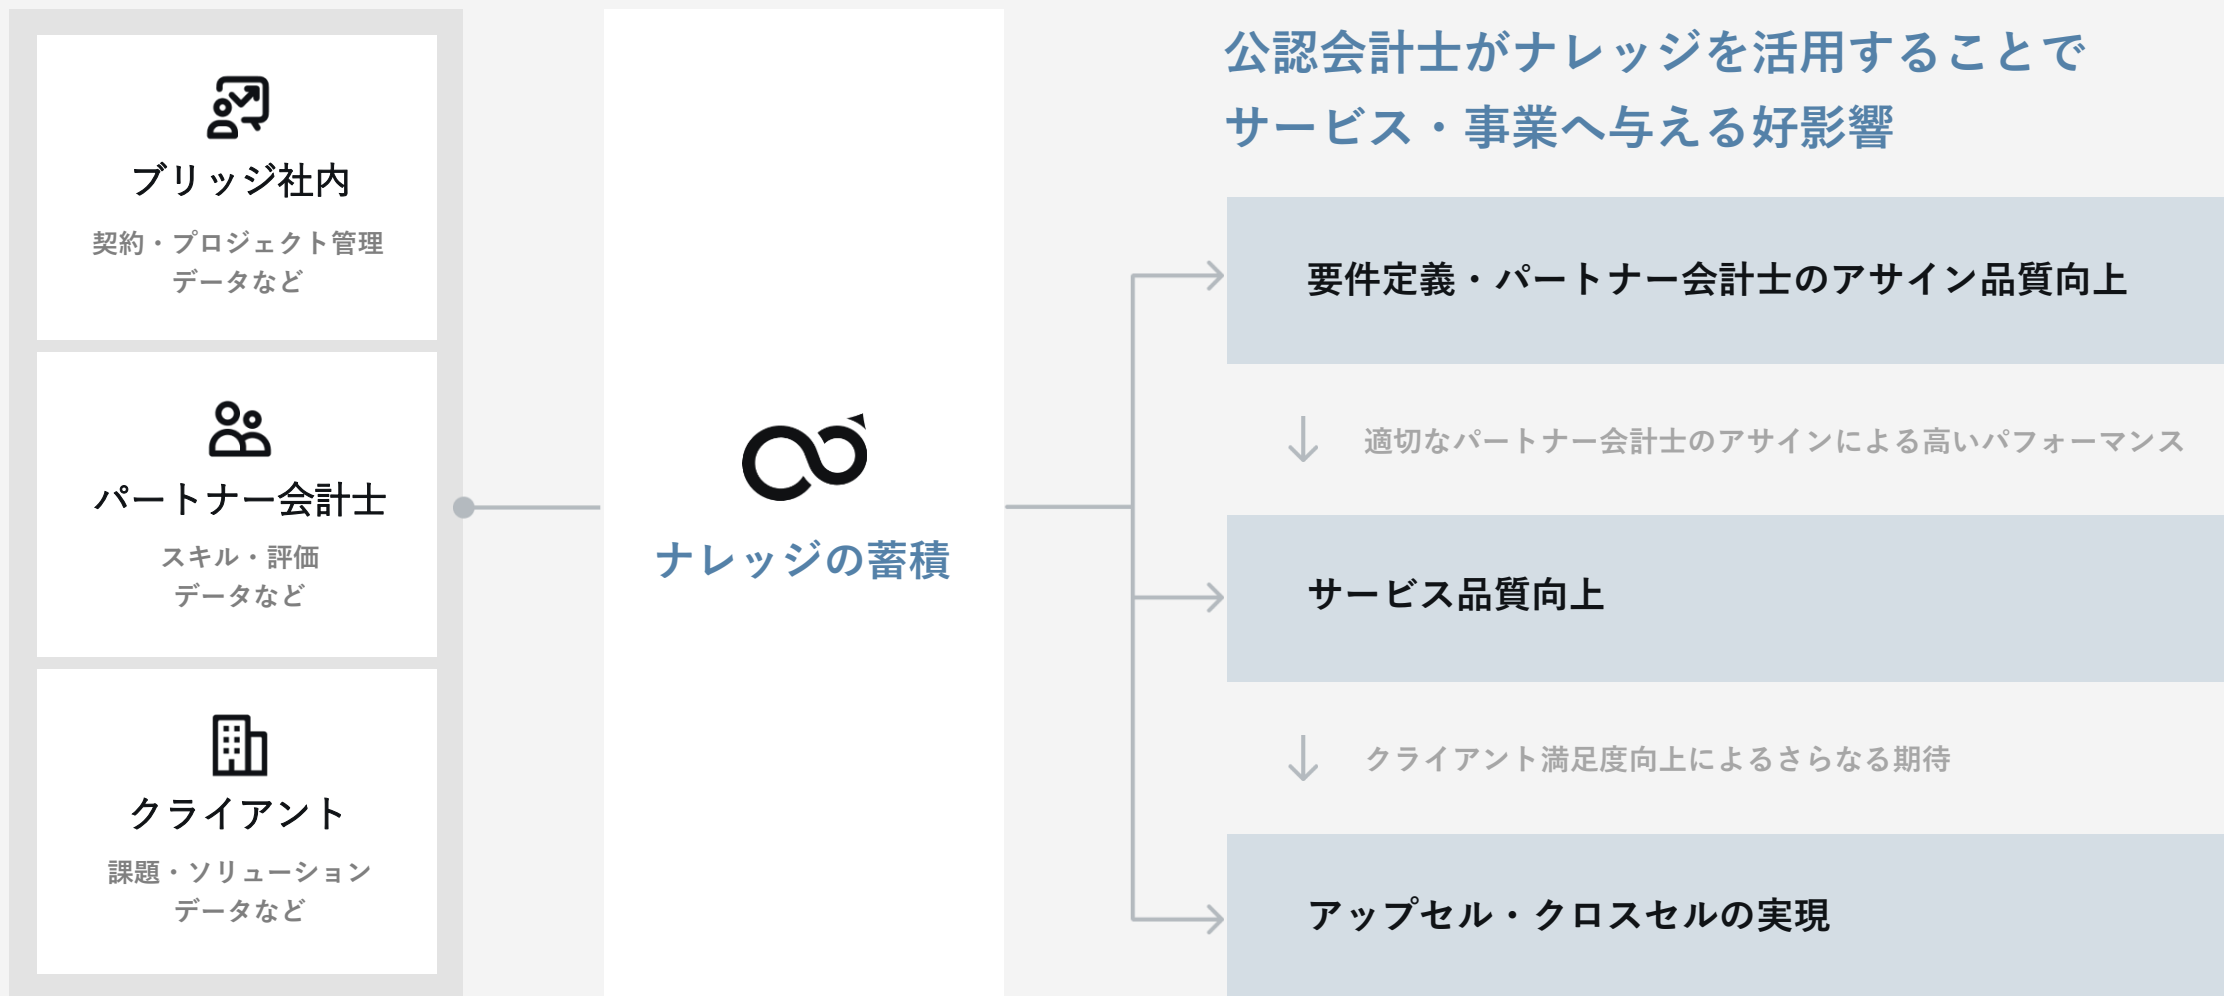 ブリッジ社内
契約・プロジェクト管理
データなど
パートナー会計士
スキル・評価
データなど
クライアント
課題・ソリューション
データなど
ナレッジの蓄積
公認会計士がナレッジを活用することで
サービス・事業へ与える好影響
要件定義・パートナー会計士のアサイン品質向上
適切なパートナー会計士のアサインによる高いパフォーマンス
サービス品質向上
クライアント満足度向上によるさらなる期待
アップセル・クロスセルの実現